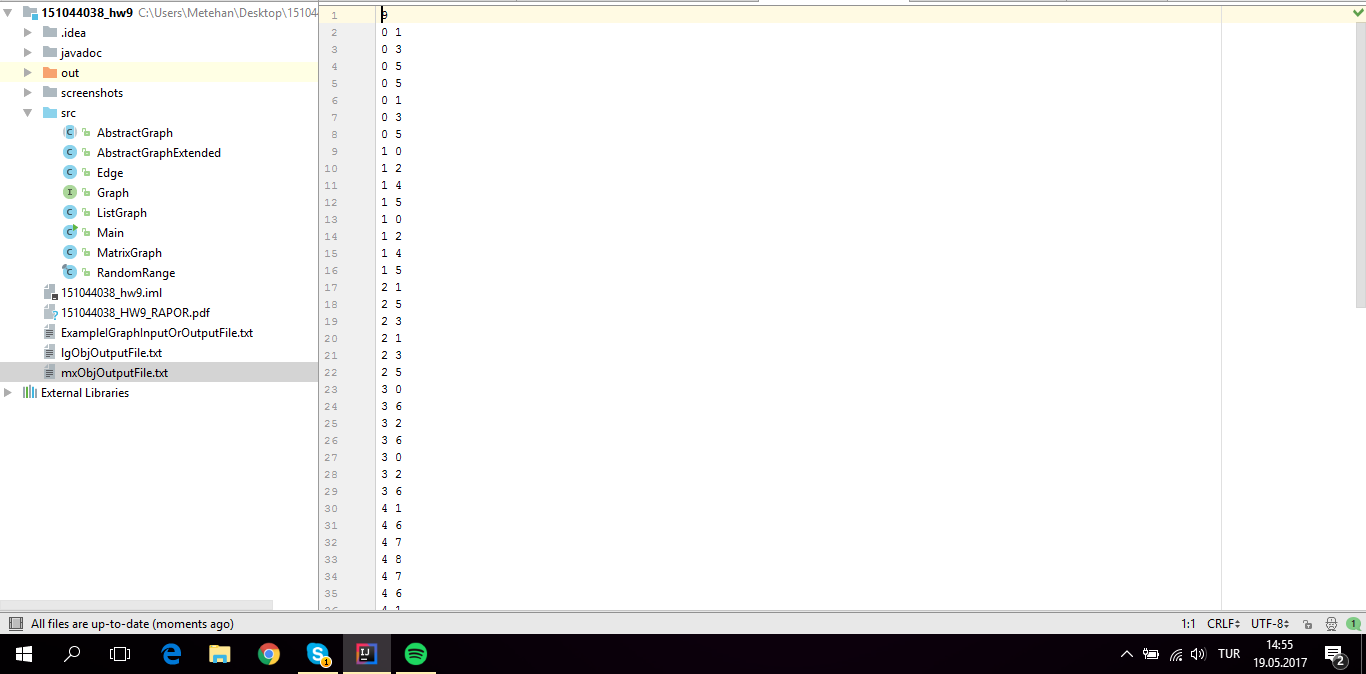 151044038_hw9 C:\Users\Metehan\Desktop\15104
.idea
javadoc
out
screenshots
src
AbstractGraph
AbstractGraphExtended
Edge
Graph
ListGraph
Main
MatrixGraph
RandomRange
151044038_hw9.iml
151044038_HW9_RAPOR.pdf
ExamplelGraphInputOrOutputFile.txt
lgObjOutputFile.txt
mxObjOutputFile.txt
External Libraries
1 9
2 0 1
3 0 3
4 0 5
5 0 5
6 0 1
7 0 3
8 0 5
9 1 0
10 1 2
11 1 4
12 1 5
13 1 0
14 1 2
15 1 4
16 1 5
17 2 1
18 2 5
19 2 3
20 2 1
21 2 3
22 2 5
23 3 0
24 3 6
25 3 2
26 3 6
27 3 0
28 3 2
29 3 6
30 4 1
31 4 6
32 4 7
33 4 8
34 4 7
35 4 6
36 4 1
All files are up-to-date (moments ago)
1:1 CRLF UTF-8 1
1 TUR 14:55
19.05.2017 2